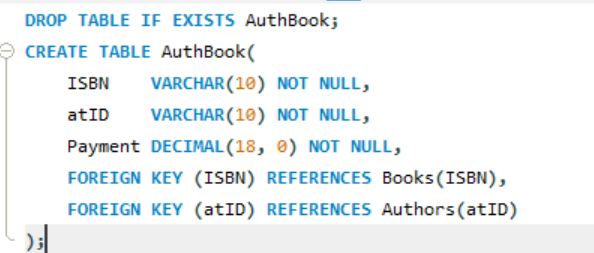 DROP TABLE IF EXISTS AuthBook;
CREATE TABLE AuthBook(
    ISBN    VARCHAR(10) NOT NULL,
    atID    VARCHAR(10) NOT NULL,
    Payment DECIMAL(18, 0) NOT NULL,
    FOREIGN KEY (ISBN) REFERENCES Books(ISBN),
    FOREIGN KEY (atID) REFERENCES Authors(atID)
);